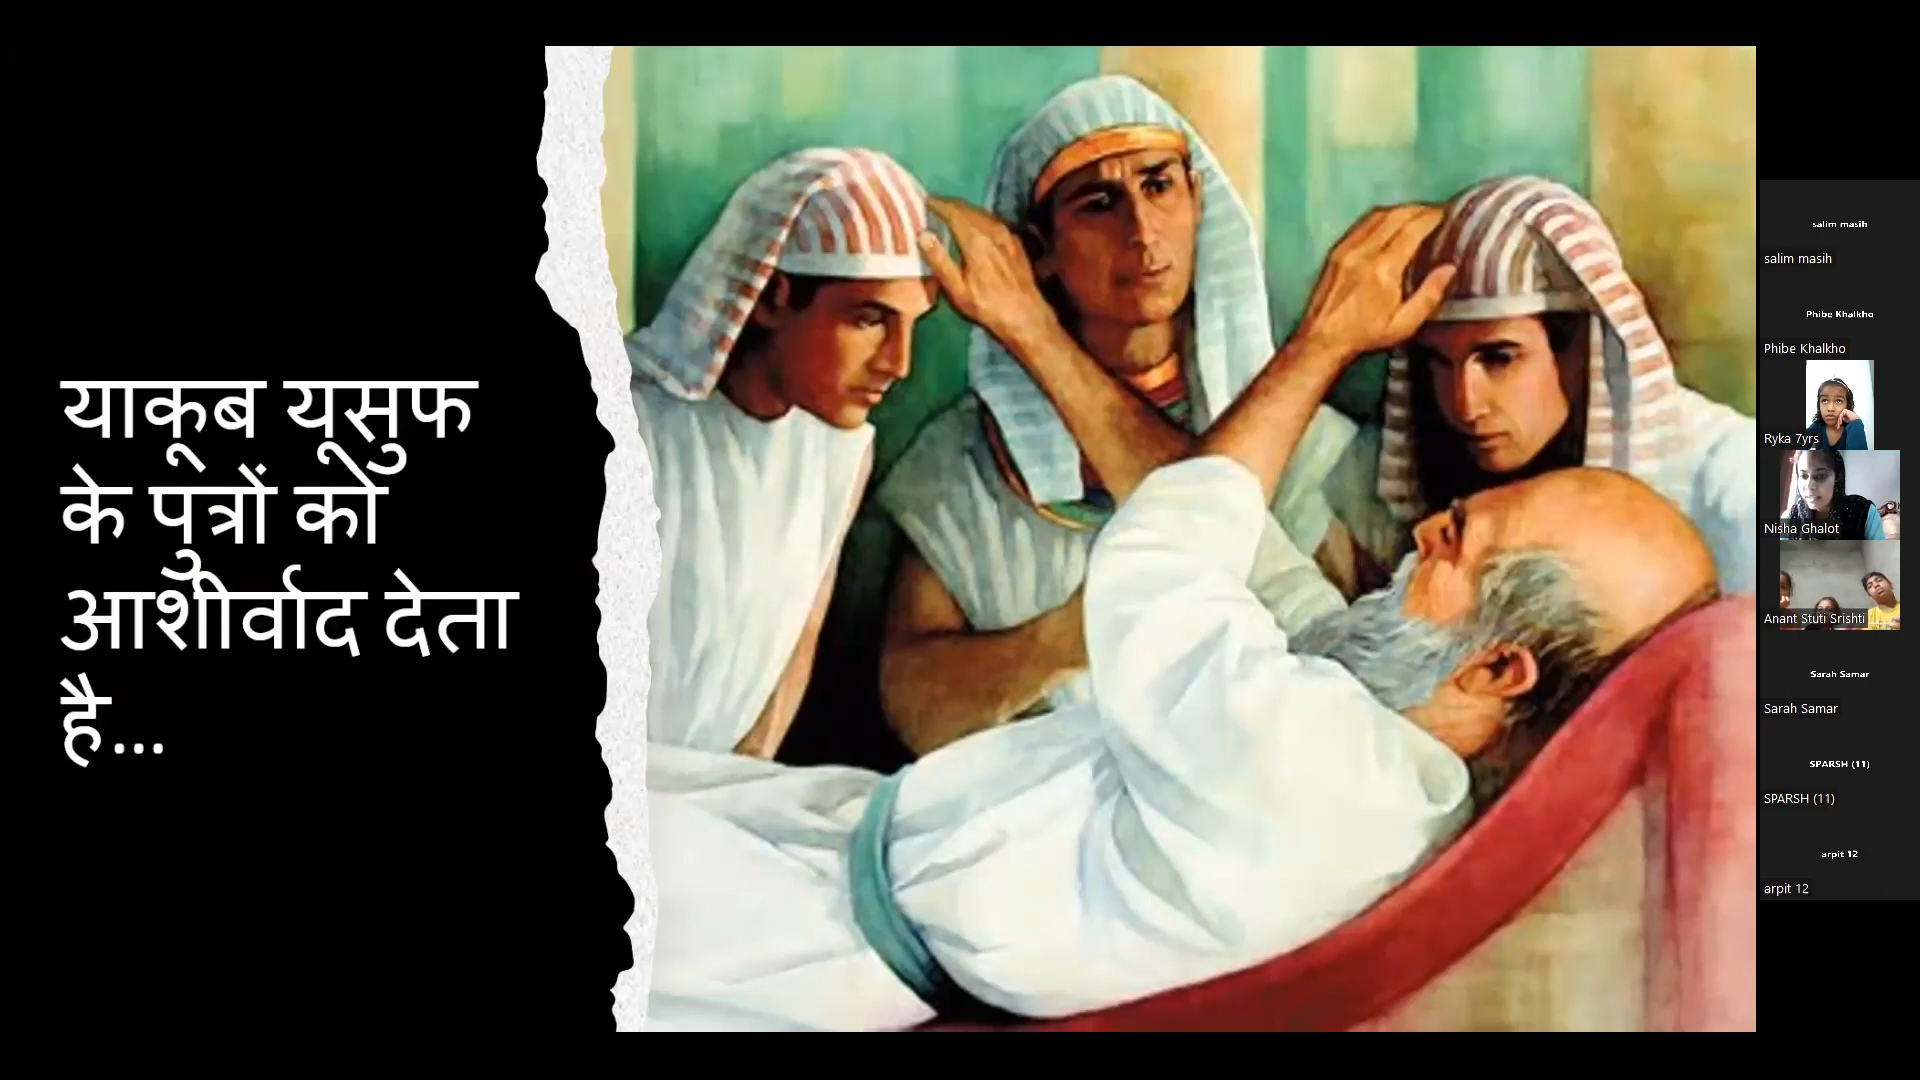 याकूब यूसुफ
के पुत्रों को
आशीर्वाद देता
है...
salim masih
salim masih
Phibe Khalkho
Phibe Khalkho
Ryka 7yrs
Nisha Ghalot
Anant Stuti Srishti
Sarah Samar
Sarah Samar
SPARSH (11)
SPARSH (11)
arpit 12
arpit 12